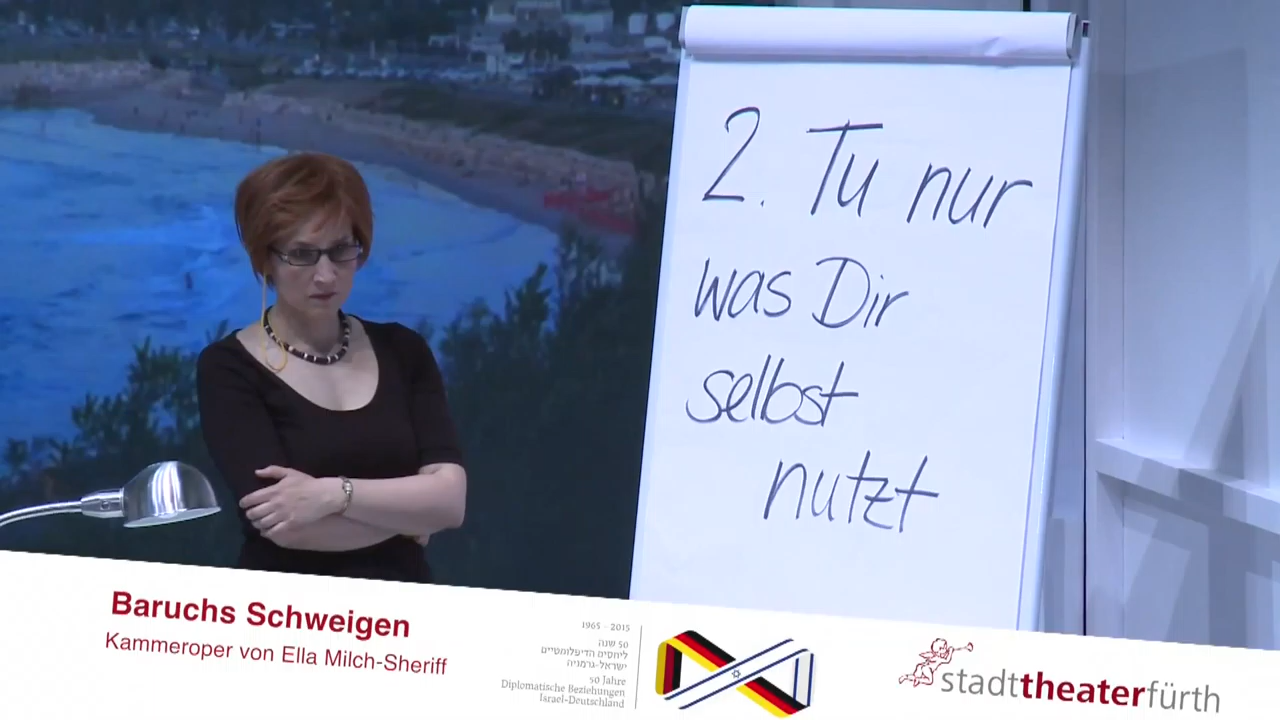 2. Tu nur
was Dir
selbst
nutzt
Baruchs Schweigen
Kammeroper von Ella Milch-Sheriff
1965 – 2015
50 שנה
ליחסים הדיפלומטיים
ישראל-גרמניה
50 Jahre
Diplomatische Beziehungen
Israel-Deutschland
stadttheaterfürth